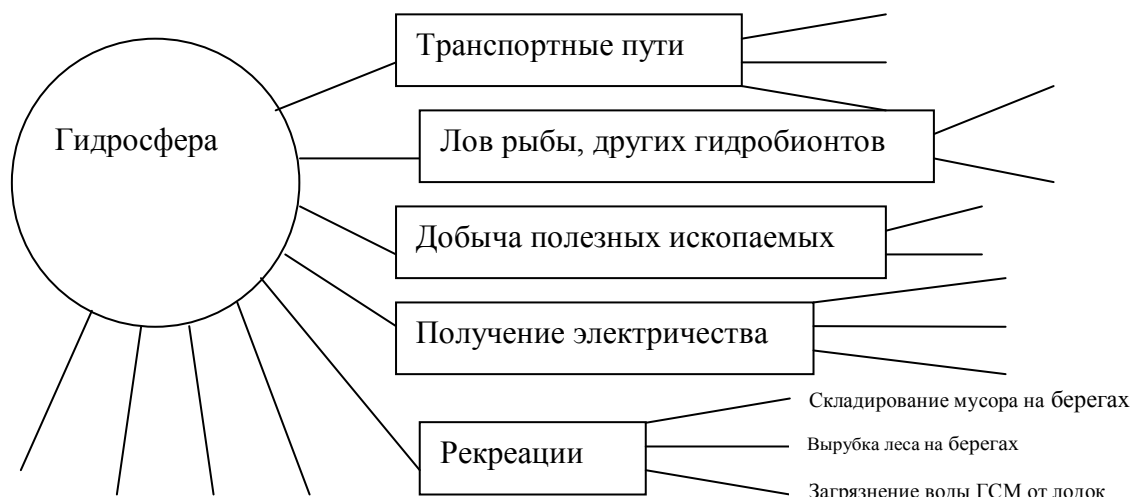 Транспортные пути
Гидросфера
Лов рыбы, других гидробионтов
Добыча полезных ископаемых
Получение электричества
Складирование мусора на берегах
Рекреации
Вырубка леса на берегах
Загрязнение воды ГСМ от лодок